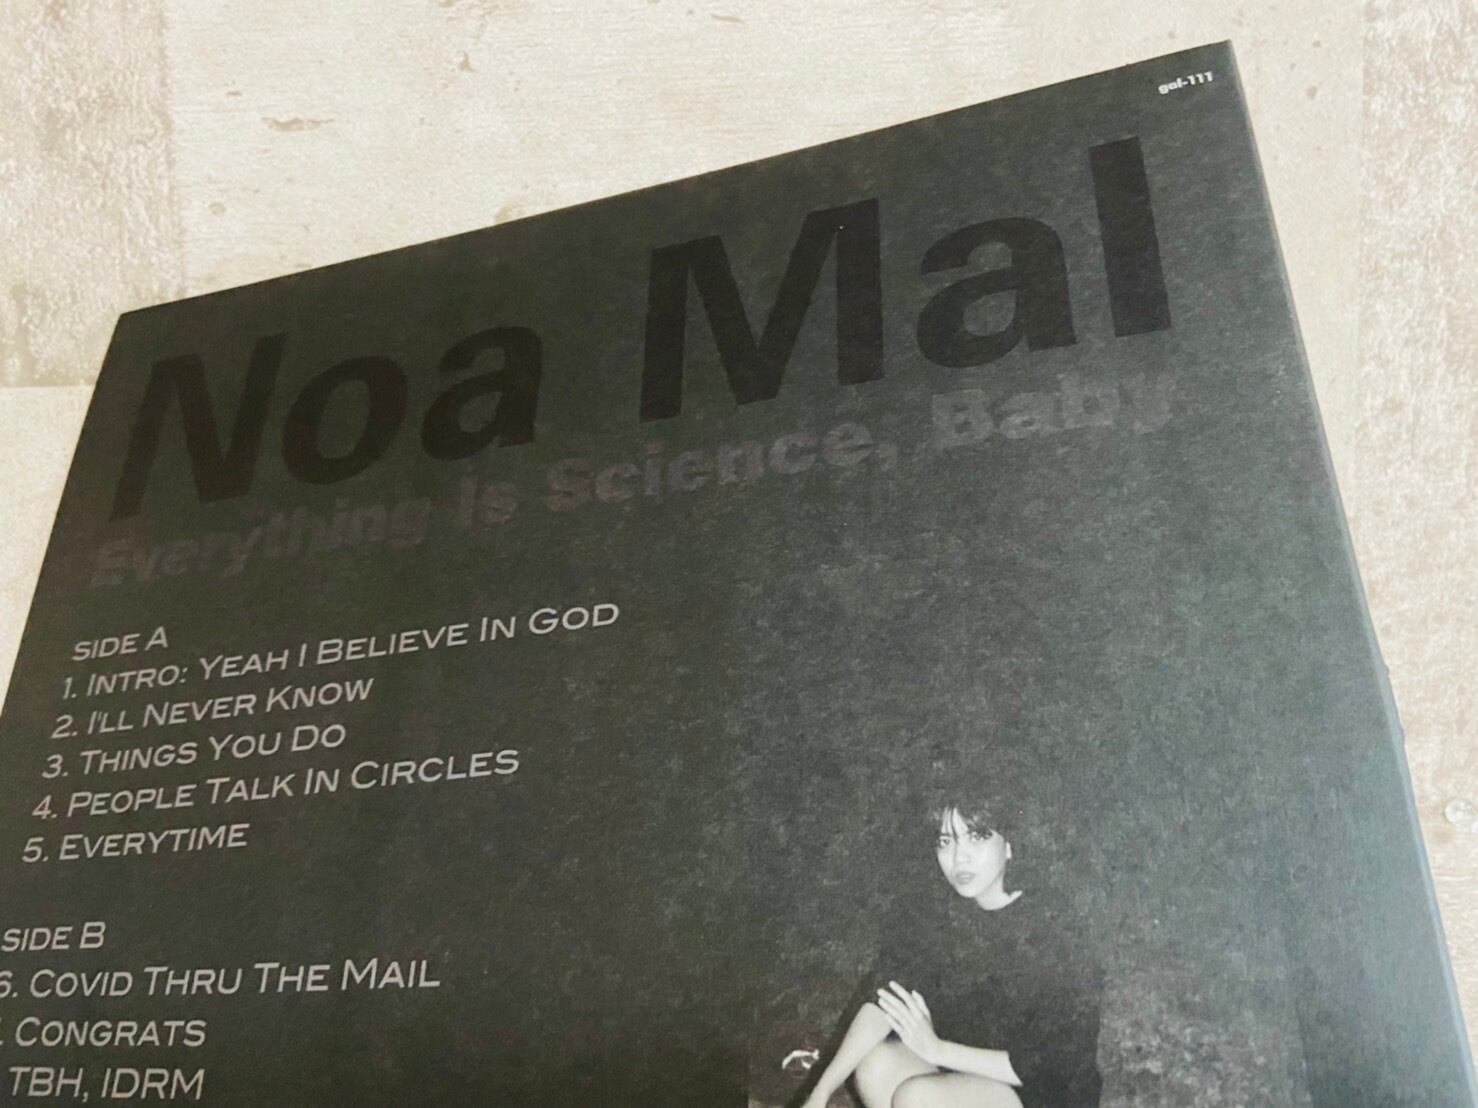 gal-111
Noa Mal
Everything Is Science, Baby
SIDE A
1. INTRO: YEAH I BELIEVE IN GOD
2. I'LL NEVER KNOW
3. THINGS YOU DO
4. PEOPLE TALK IN CIRCLES
5. EVERYTIME
SIDE B
6. COVID THRU THE MAIL
CONGRATS
TBH, IDRM